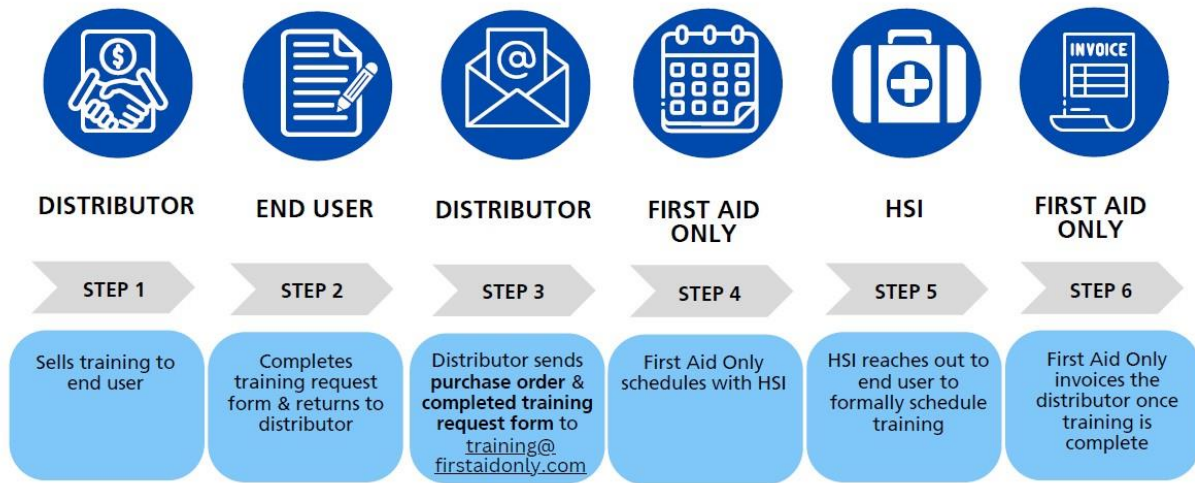 $
@
INVOICE
DISTRIBUTOR
END USER
DISTRIBUTOR
FIRST AID
ONLY
HSI
FIRST AID
ONLY
STEP 1
STEP 2
STEP 3
STEP 4
STEP 5
STEP 6
Sells training to
end user
Completes
training request
form & returns to
distributor
Distributor sends
purchase order &
completed training
request form to
training@
firstaidonly.com
First Aid Only
schedules with HSI
HSI reaches out to
end user to
formally schedule
training
First Aid Only
invoices the
distributor once
training is
complete